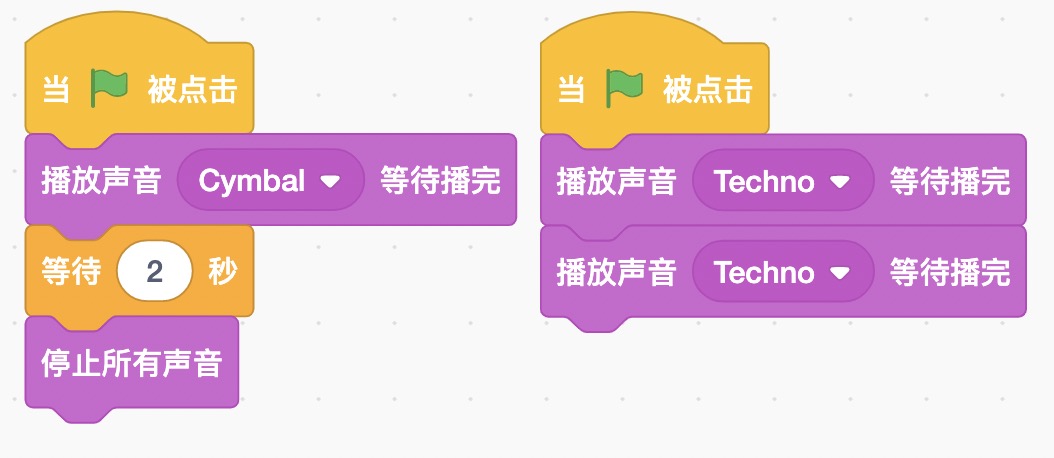 当 被点击
播放声音 Cymbal 等待播完
等待 2 秒
停止所有声音
当 被点击
播放声音 Techno 等待播完
播放声音 Techno 等待播完